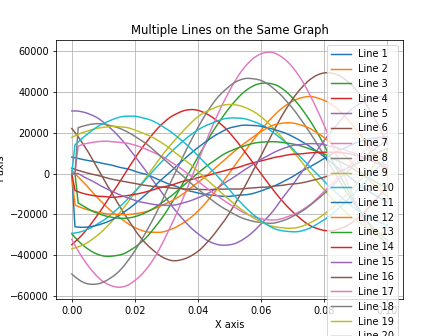 Multiple Lines on the Same Graph
60000
40000
20000
0
−20000
−40000
−60000
0.00
0.02
0.04
0.06
0.08
X axis
axis
Line 1
Line 2
Line 3
Line 4
Line 5
Line 6
Line 7
Line 8
Line 9
Line 10
Line 11
Line 12
Line 13
Line 14
Line 15
Line 16
Line 17
Line 18
Line 19
Line 20